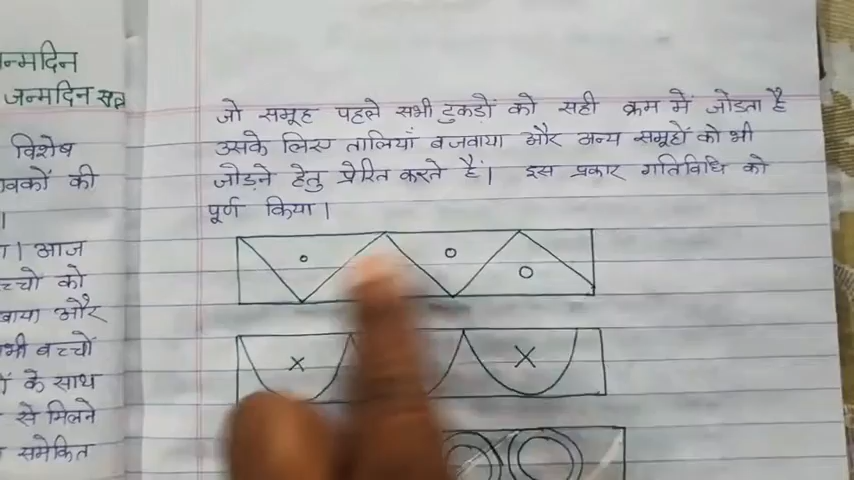 न्मदिन
जन्मदिन
विशेष
की
आज
को
और
बच्चों
के साथ
से मिलने
समेकित
जो समूह पहले सभी टुकड़ों को सही क्रम में जोडता है
उसके लिए तालियाँ बजवाया और अन्य समूहों को भी
जोड़ने हेतु प्रेरित करते हैं। इस प्रकार गतिविधि को
पूर्ण किया।